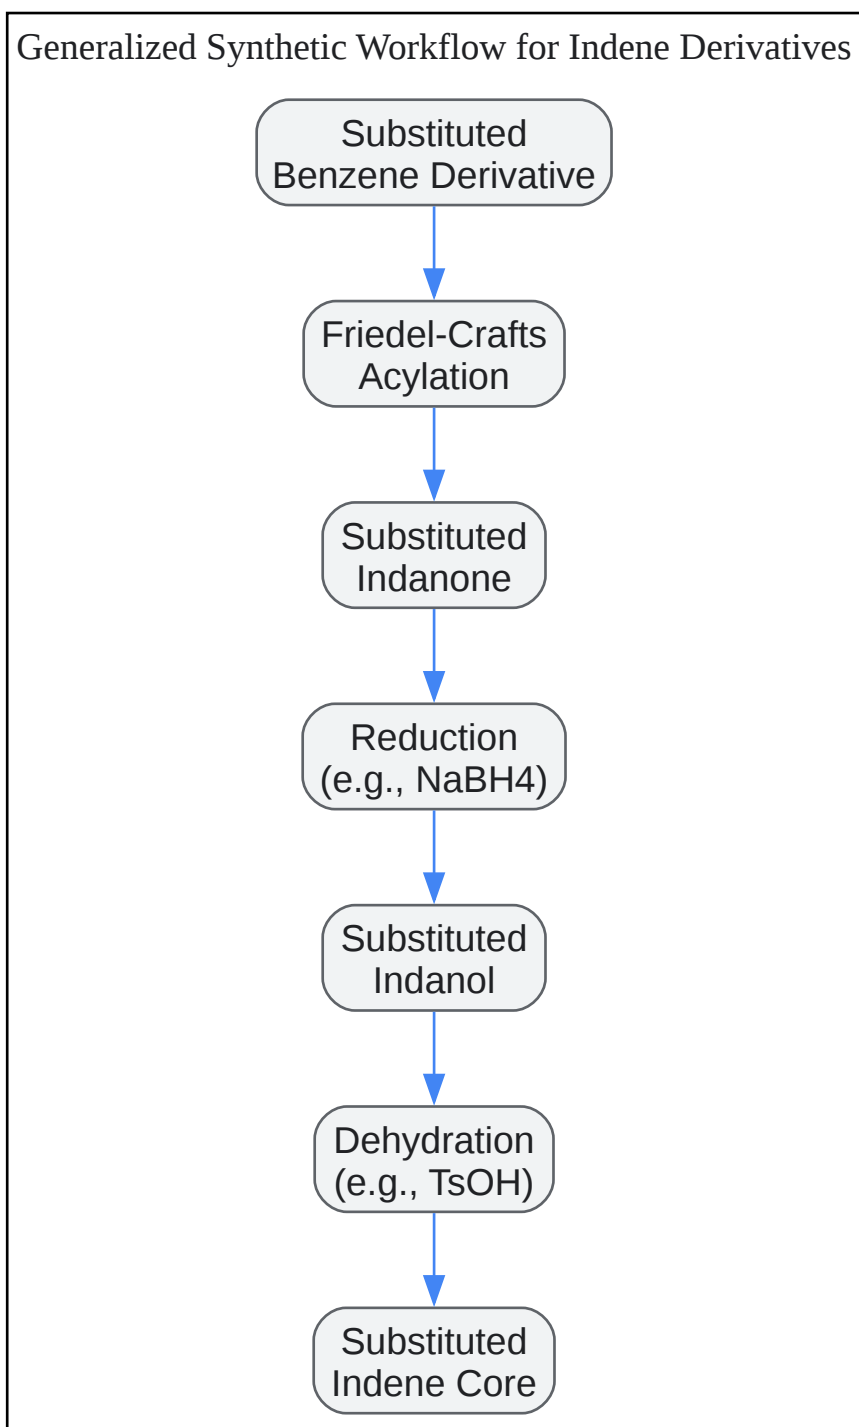 Generalized Synthetic Workflow for Indene Derivatives
Substituted
Benzene Derivative
Friedel-Crafts
Acylation
Substituted
Indanone
Reduction
(e.g., NaBH4)
Substituted
Indanol
Dehydration
(e.g., TsOH)
Substituted
Indene Core